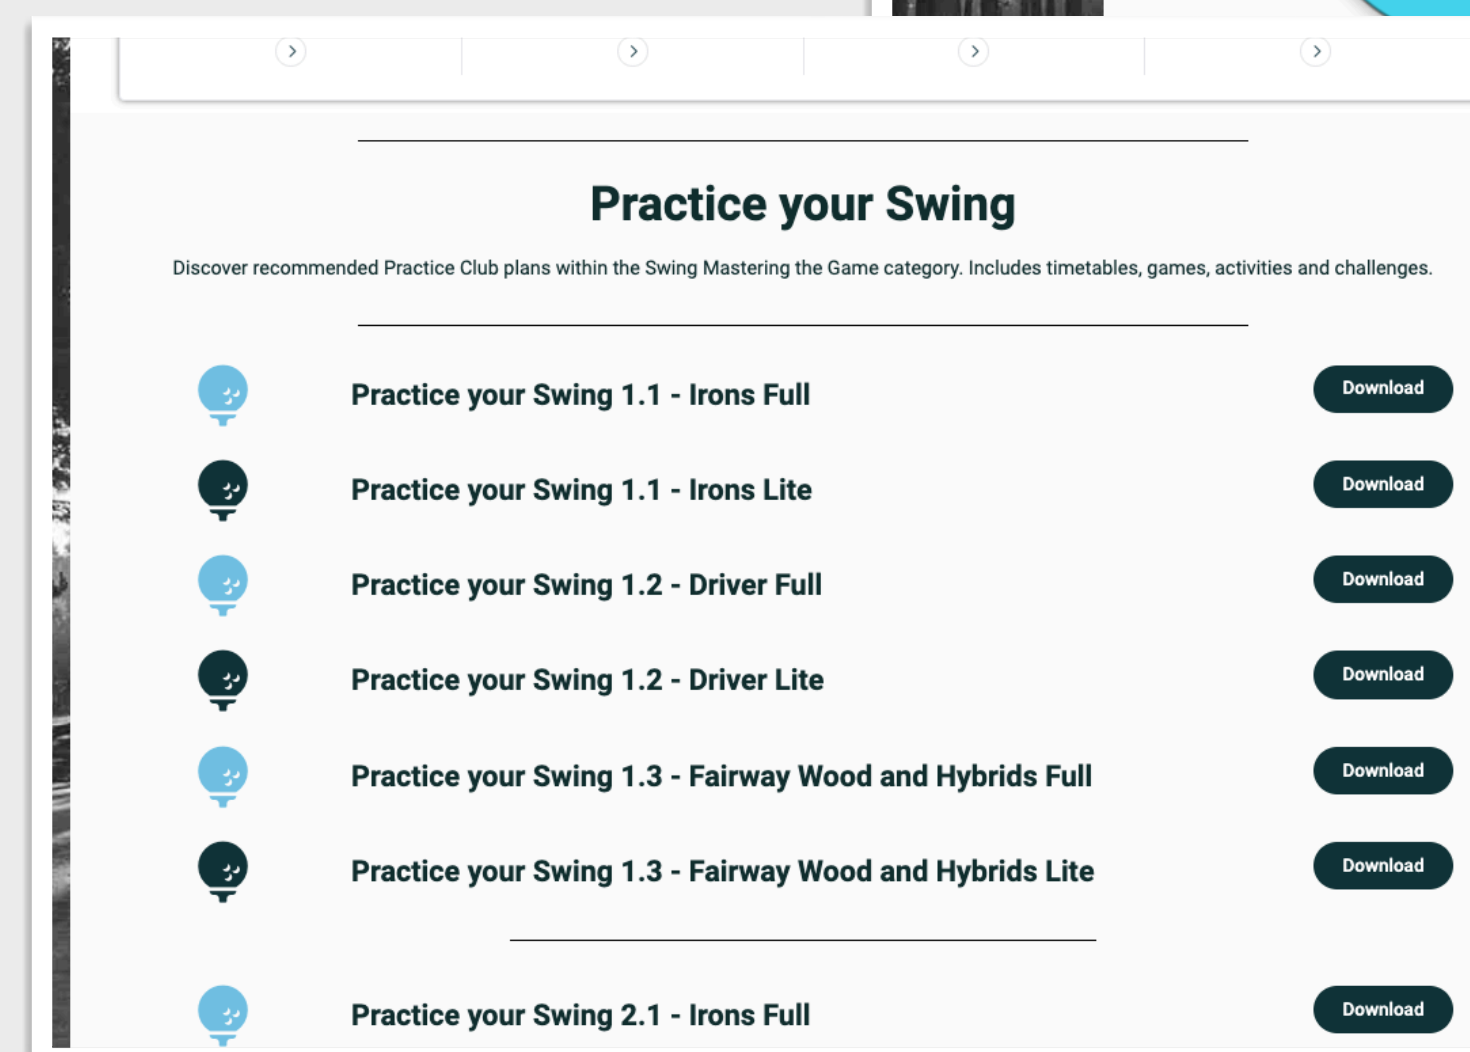 Practice your Swing
Discover recommended Practice Club plans within the Swing Mastering the Game category. Includes timetables, games, activities and challenges.
Practice your Swing 1.1 - Irons Full
Download
Practice your Swing 1.1 - Irons Lite
Download
Practice your Swing 1.2 - Driver Full
Download
Practice your Swing 1.2 - Driver Lite
Download
Practice your Swing 1.3 - Fairway Wood and Hybrids Full
Download
Practice your Swing 1.3 - Fairway Wood and Hybrids Lite
Download
Practice your Swing 2.1 - Irons Full
Download